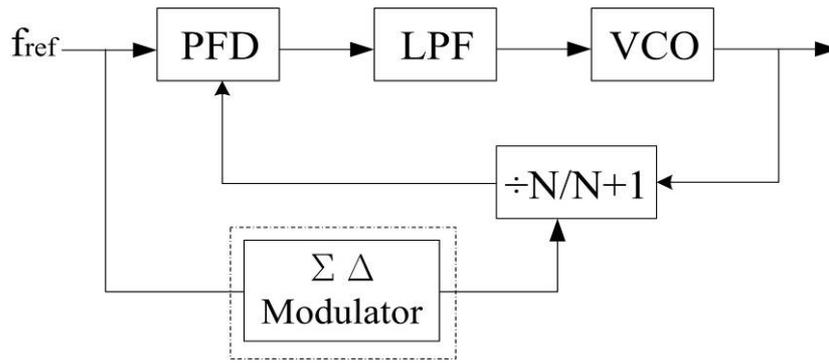 fref
PFD
LPF
VCO
÷N/N+1
Σ Δ
Modulator